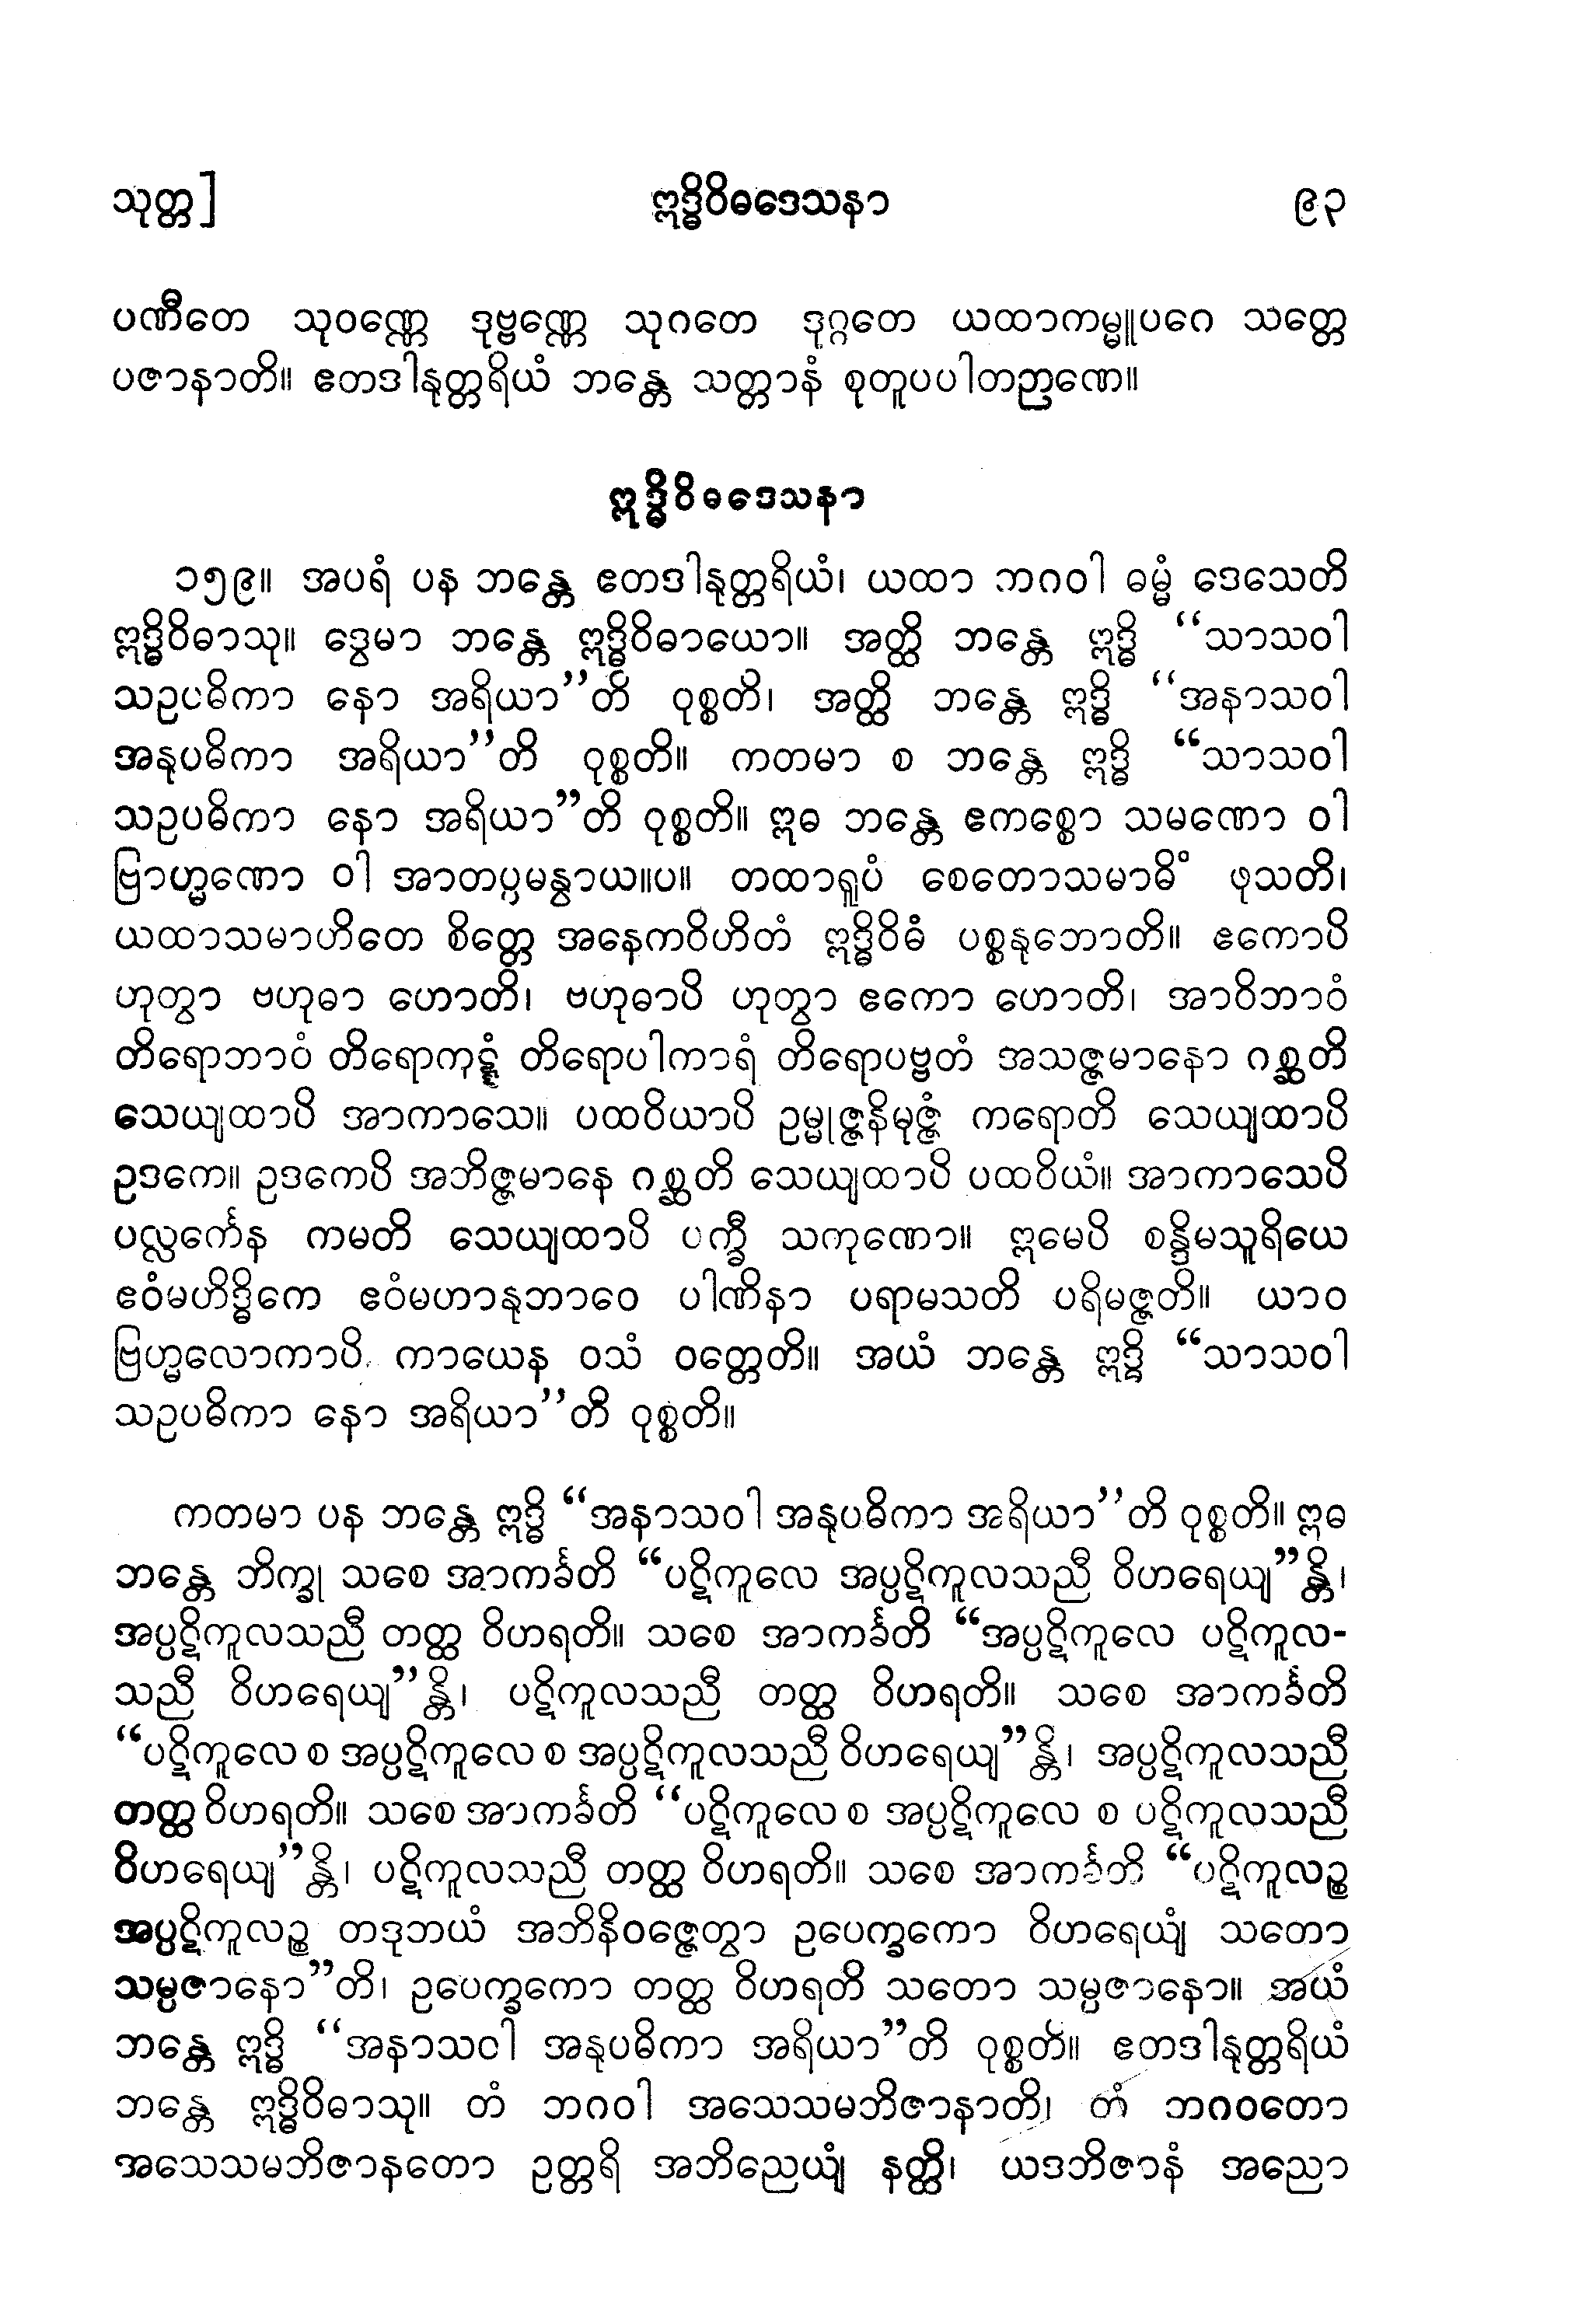 သုတ္တ] ဣဒ္ဓိဝိဓဒေသနာ ၉၃
ပဏီတေ သုဝဏ္ဏေ ဒုဗ္ဗဏ္ဏေ သုဂတေ ဒုဂ္ဂတေ ယထာကမ္မူပဂေ သတ္တေ
ပဇာနာတိ။ ဧတဒါနုတ္တရိယံ ဘန္တေ သတ္တာနံ စုတူပပါတဉာဏေ။
ဣဒ္ဓိဝိဓဒေသနာ
၁၅၉။ အပရံ ပန ဘန္တေ ဧတဒါနုတ္တရိယံ၊ ယထာ ဘဂဝါ ဓမ္မံ ဒေသေတိ
ဣဒ္ဓိဝိဓာသု။ ဒွေမာ ဘန္တေ ဣဒ္ဓိဝိဓာယော။ အတ္ထိ ဘန္တေ ဣဒ္ဓိ “သာသဝါ
သဥပဓိကာ နော အရိယာ”တိ ဝုစ္စတိ၊ အတ္ထိ ဘန္တေ ဣဒ္ဓိ “အနာသဝါ
အနုပဓိကာ အရိယာ”တိ ဝုစ္စတိ။ ကတမာ စ ဘန္တေ ဣဒ္ဓိ “သာသဝါ
သဥပဓိကာ နော အရိယာ”တိ ဝုစ္စတိ။ ဣဓ ဘန္တေ ဧကစ္စော သမဏော ဝါ
ဗြာဟ္မဏော ဝါ အာတပ္ပမန္ဝာယ။ပ။ တထာရူပံ စေတောသမာဓိံ ဖုသတိ၊
ယထာသမာဟိတေ စိတ္တေ အနေကဝိဟိတံ ဣဒ္ဓိဝိဓံ ပစ္စနုဘောတိ။ ဧကောပိ
ဟုတွာ ဗဟုဓာ ဟောတိ၊ ဗဟုဓာပိ ဟုတွာ ဧကော ဟောတိ၊ အာဝိဘာဝံ
တိရောဘာဝံ တိရောကုဋ္ဋံ တိရောပါကာရံ တိရောပဗ္ဗတံ အသဇ္ဇမာနော ဂစ္ဆတိ
သေယျထာပိ အာကာသေ။ ပထဝိယာပိ ဥမ္မုဇ္ဇနိမုဇ္ဇံ ကရောတိ သေယျထာပိ
ဥဒကေ။ ဥဒကေပိ အဘိဇ္ဇမာနေ ဂစ္ဆတိ သေယျထာပိ ပထဝိယံ။ အာကာသေပိ
ပလ္လင်္ကေန ကမတိ သေယျထာပိ ပက္ခီ သကုဏော။ ဣမေပိ စန္ဒိမသူရိယေ
ဧဝံမဟိဒ္ဓိကေ ဧဝံမဟာနုဘာဝေ ပါဏိနာ ပရာမသတိ ပရိမဇ္ဇတိ။ ယာဝ
ဗြဟ္မလောကာပိ ကာယေန ဝသံ ဝတ္တေတိ။ အယံ ဘန္တေ ဣဒ္ဓိ “သာသဝါ
သဥပဓိကာ နော အရိယာ”တိ ဝုစ္စတိ။
ကတမာ ပန ဘန္တေ ဣဒ္ဓိ “အနာသဝါ အနုပဓိကာ အရိယာ”တိ ဝုစ္စတိ။ ဣဓ
ဘန္တေ ဘိက္ခု သစေ အာကင်္ခတိ “ပဋိကူလေ အပ္ပဋိကူလသညီ ဝိဟရေယျ”န္တိ၊
အပ္ပဋိကူလသညီ တတ္ထ ဝိဟရတိ။ သစေ အာကင်္ခတိ “အပ္ပဋိကူလေ ပဋိကူလ-
သညီ ဝိဟရေယျ”န္တိ၊ ပဋိကူလသညီ တတ္ထ ဝိဟရတိ။ သစေ အာကင်္ခတိ
“ပဋိကူလေ စ အပ္ပဋိကူလေ စ အပ္ပဋိကူလသညီ ဝိဟရေယျ”န္တိ၊ အပ္ပဋိကူလသညီ
တတ္ထ ဝိဟရတိ။ သစေ အာကင်္ခတိ “ပဋိကူလေ စ အပ္ပဋိကူလေ စ ပဋိကူလသညီ
ဝိဟရေယျ”န္တိ၊ ပဋိကူလသညီ တတ္ထ ဝိဟရတိ။ သစေ အာကင်္ခတိ “ပဋိကူလဉ္စ
အပ္ပဋိကူလဉ္စ တဒုဘယံ အဘိနိဝဇ္ဇေတွာ ဥပေက္ခကော ဝိဟရေယျံ သတော
သမ္ပဇာနော”တိ၊ ဥပေက္ခကော တတ္ထ ဝိဟရတိ သတော သမ္ပဇာနော။ အယံ
ဘန္တေ ဣဒ္ဓိ “အနာသဝါ အနုပဓိကာ အရိယာ”တိ ဝုစ္စတိ။ ဧတဒါနုတ္တရိယံ
ဘန္တေ ဣဒ္ဓိဝိဓာသု။ တံ ဘဂဝါ အသေသမဘိဇာနာတိ၊ တံ ဘဂဝတော
အသေသမဘိဇာနတော ဥတ္တရိ အဘိညေယျံ နတ္ထိ၊ ယဒဘိဇာနံ အညော